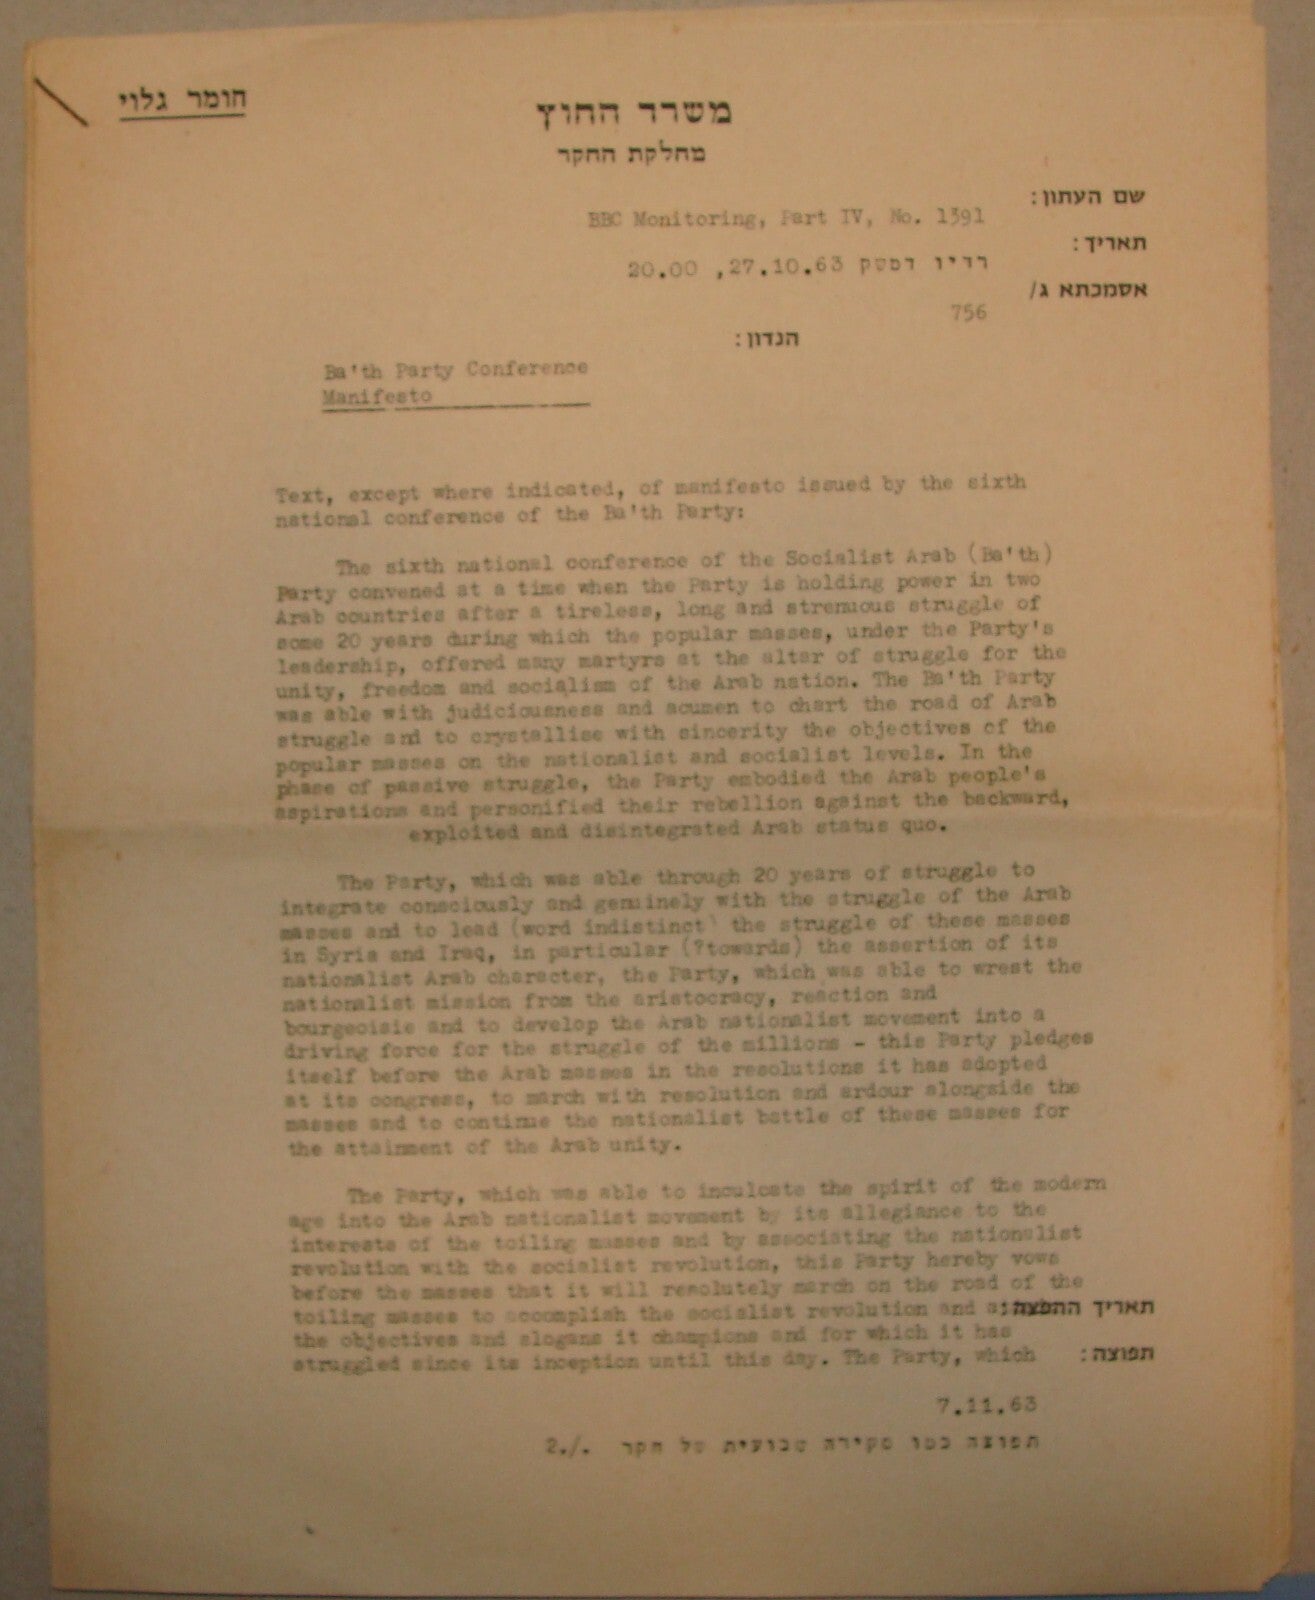 חומר גלוי
משרד החוץ
מחלקת החקר
שם העתון:
BBC Monitoring, Part IV, No. 1391
תאריך:
רדיו דמשק 27.10.63, 20.00
אסמכתא ג/
756
הנדון:
Ba'th Party Conference
Manifesto
Text, except where indicated, of manifesto issued by the sixth
national conference of the Ba'th Party:
The sixth national conference of the Socialist Arab (Ba'th)
Party convened at a time when the Party is holding power in two
Arab countries after a tireless, long and strenuous struggle of
some 20 years during which the popular masses, under the Party's
leadership, offered many martyrs at the altar of struggle for the
unity, freedom and socialism of the Arab nation. The Ba'th Party
was able with judiciousness and acumen to chart the road of Arab
struggle and to crystallise with sincerity the objectives of the
popular masses on the nationalist and socialist levels. In the
phase of passive struggle, the Party embodied the Arab people's
aspirations and personified their rebellion against the backward,
exploited and disintegrated Arab status quo.
The Party, which was able through 20 years of struggle to
integrate consciously and genuinely with the struggle of the Arab
masses and to lead (word indistinct) the struggle of these masses
in Syria and Iraq, in particular (?towards) the assertion of its
nationalist Arab character, the Party, which was able to wrest the
nationalist mission from the aristocracy, reaction and
bourgeoisie and to develop the Arab nationalist movement into a
driving force for the struggle of the millions - this Party pledges
itself before the Arab masses in the resolutions it has adopted
at its congress, to march with resolution and ardour alongside the
masses and to continue the nationalist battle of these masses for
the attainment of the Arab unity.
The Party, which was able to inculcate the spirit of the modern
age into the Arab nationalist movement by its allegiance to the
interests of the toiling masses and by associating the nationalist
revolution with the socialist revolution, this Party hereby vows
before the masses that it will resolutely march on the road of the
toiling masses to accomplish the socialist revolution and
תאריך ההפצה:
the objectives and slogans it champions and for which it has
struggled since its inception until this day. The Party, which
תפוצה:
7.11.63
תפוצה כמו סקירה שבועית של חקר 2./.